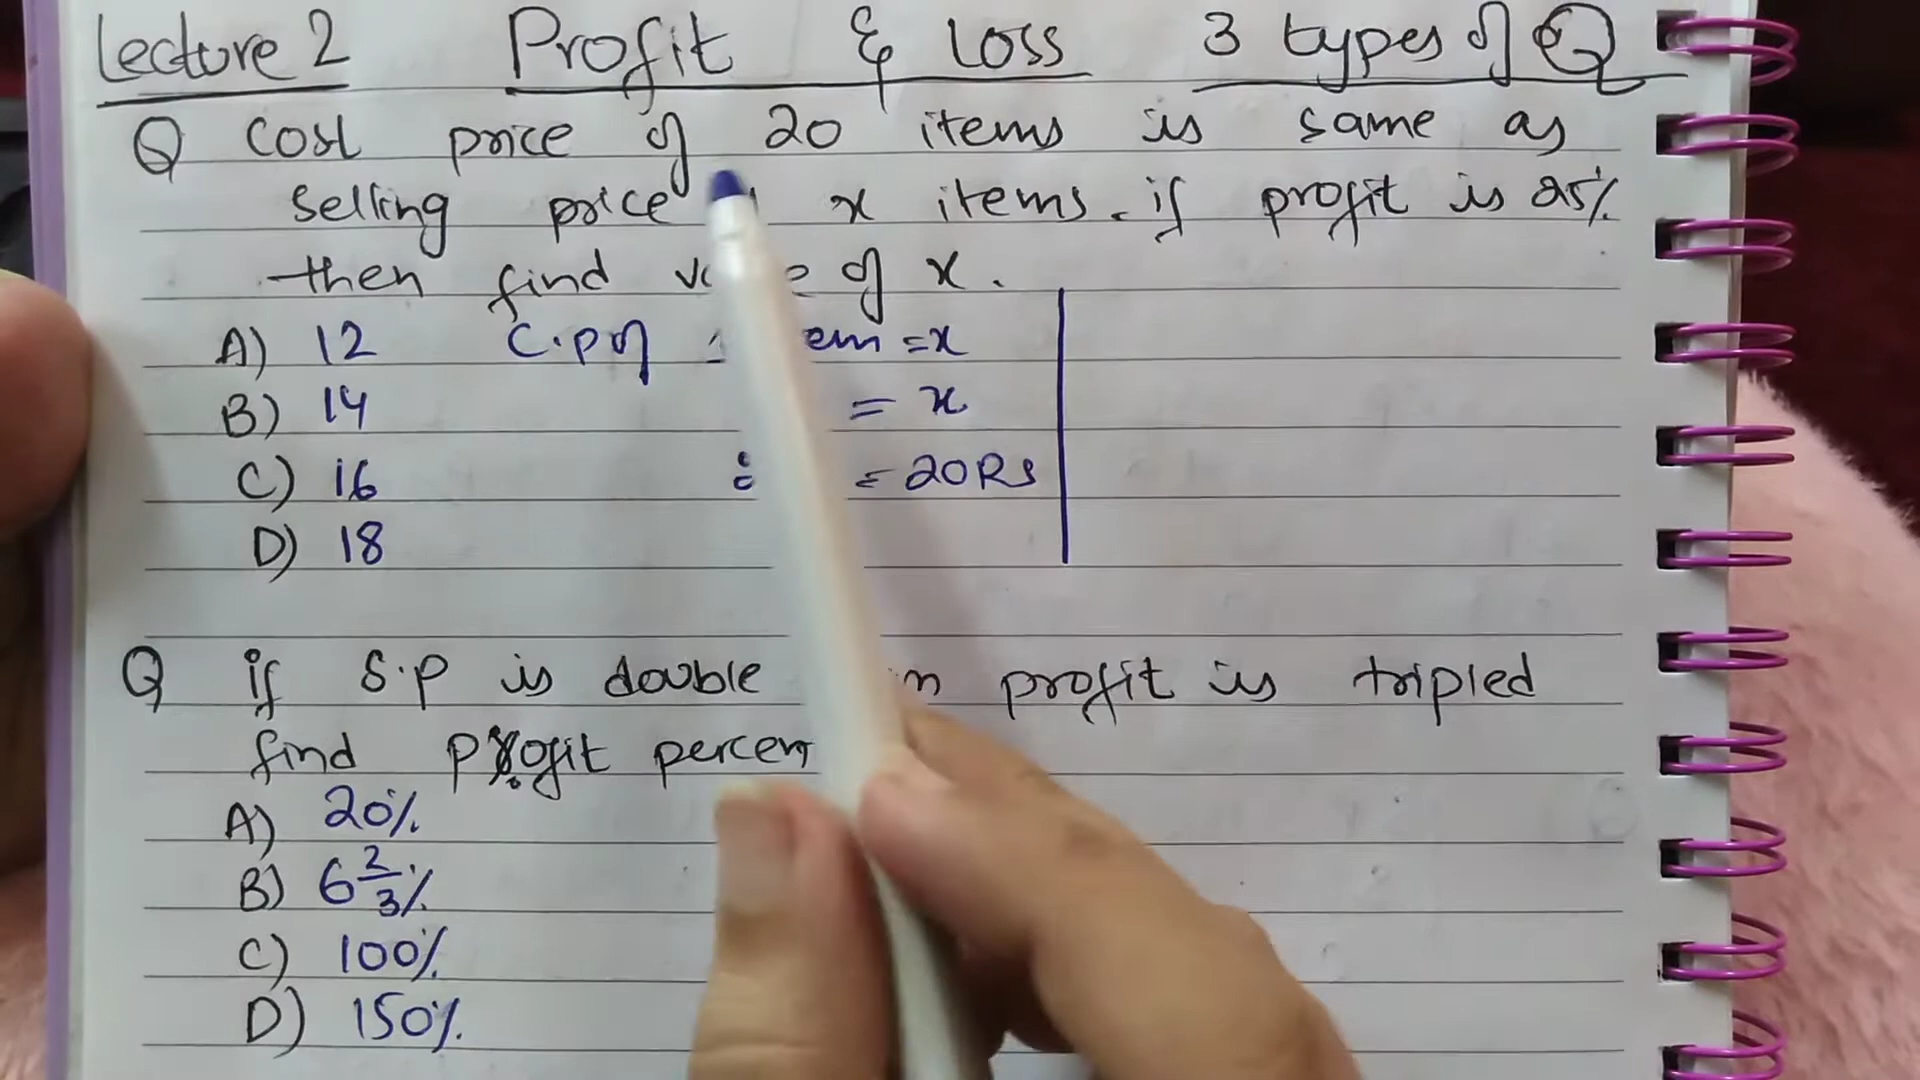 Lecture 2 Profit & Loss 3 types of Q
Q Cost price of 20 items is same as
selling price x items. if profit is 25%
then find of x.
A) 12 C.P of = x
B) 14 = x
C) 16 = 20Rs
D) 18
Q if S.P is double profit is tripled
find profit
A) 20%
B) 6 2/3%
C) 100%
D) 150%